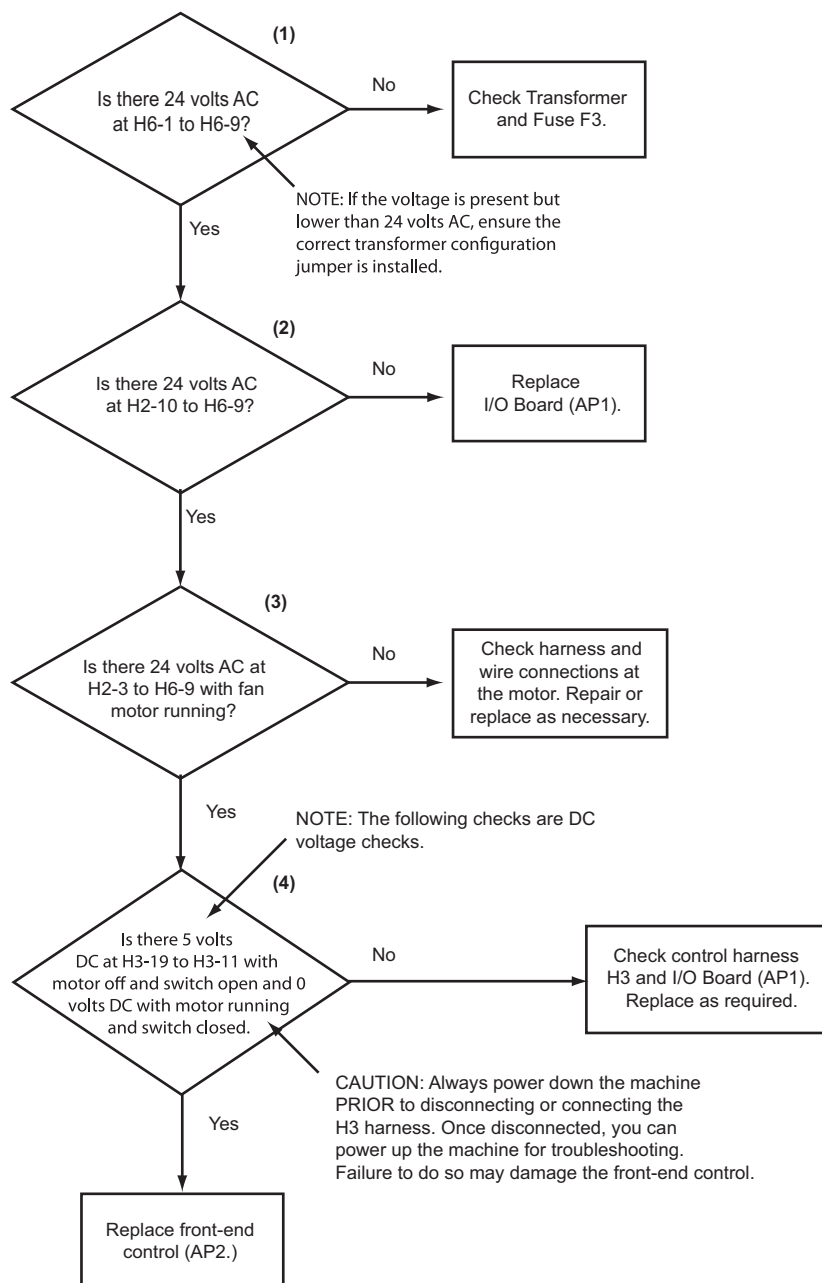 (1)
Is there 24 volts AC
at H6-1 to H6-9?
No
Check Transformer
and Fuse F3.
NOTE: If the voltage is present but
lower than 24 volts AC, ensure the
correct transformer configuration
jumper is installed.
Yes
(2)
Is there 24 volts AC
at H2-10 to H6-9?
No
Replace
I/O Board (AP1).
Yes
(3)
Is there 24 volts AC at
H2-3 to H6-9 with fan
motor running?
No
Check harness and
wire connections at
the motor. Repair or
replace as necessary.
Yes
NOTE: The following checks are DC
voltage checks.
(4)
Is there 5 volts
DC at H3-19 to H3-11 with
motor off and switch open and 0
volts DC with motor running
and switch closed.
No
Check control harness
H3 and I/O Board (AP1).
Replace as required.
CAUTION: Always power down the machine
PRIOR to disconnecting or connecting the
H3 harness. Once disconnected, you can
power up the machine for troubleshooting.
Failure to do so may damage the front-end control.
Yes
Replace front-end
control (AP2.)